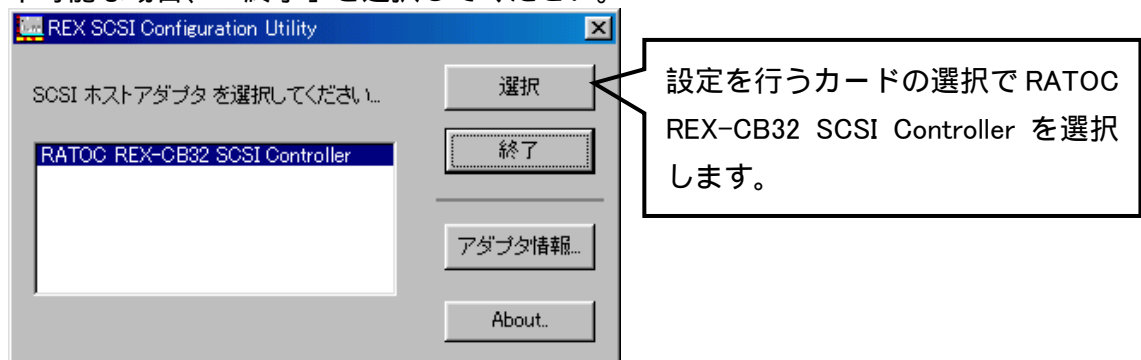 REX SCSI Configuration Utility
SCSI ホストアダプタ を選択してください...
RATOC REX-CB32 SCSI Controller
選択
終了
アダプタ情報...
About..
設定を行うカードの選択で RATOC
REX-CB32 SCSI Controller を選択
します。